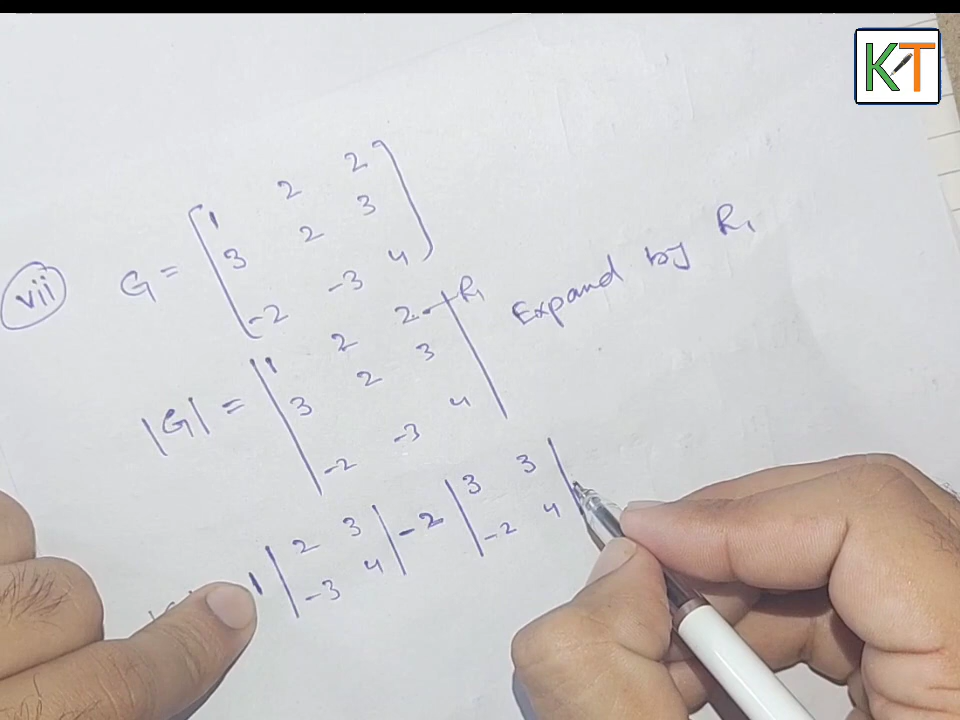 KT
vii G = [ 1 2 2
3 2 3
-2 -3 4 ]
|G| = | 1 2 2 | R₁ Expand by R₁
3 2 3
-2 -3 4 |
1 | 2 3 | -2 | 3 3 |
| -3 4 | | -2 4 |